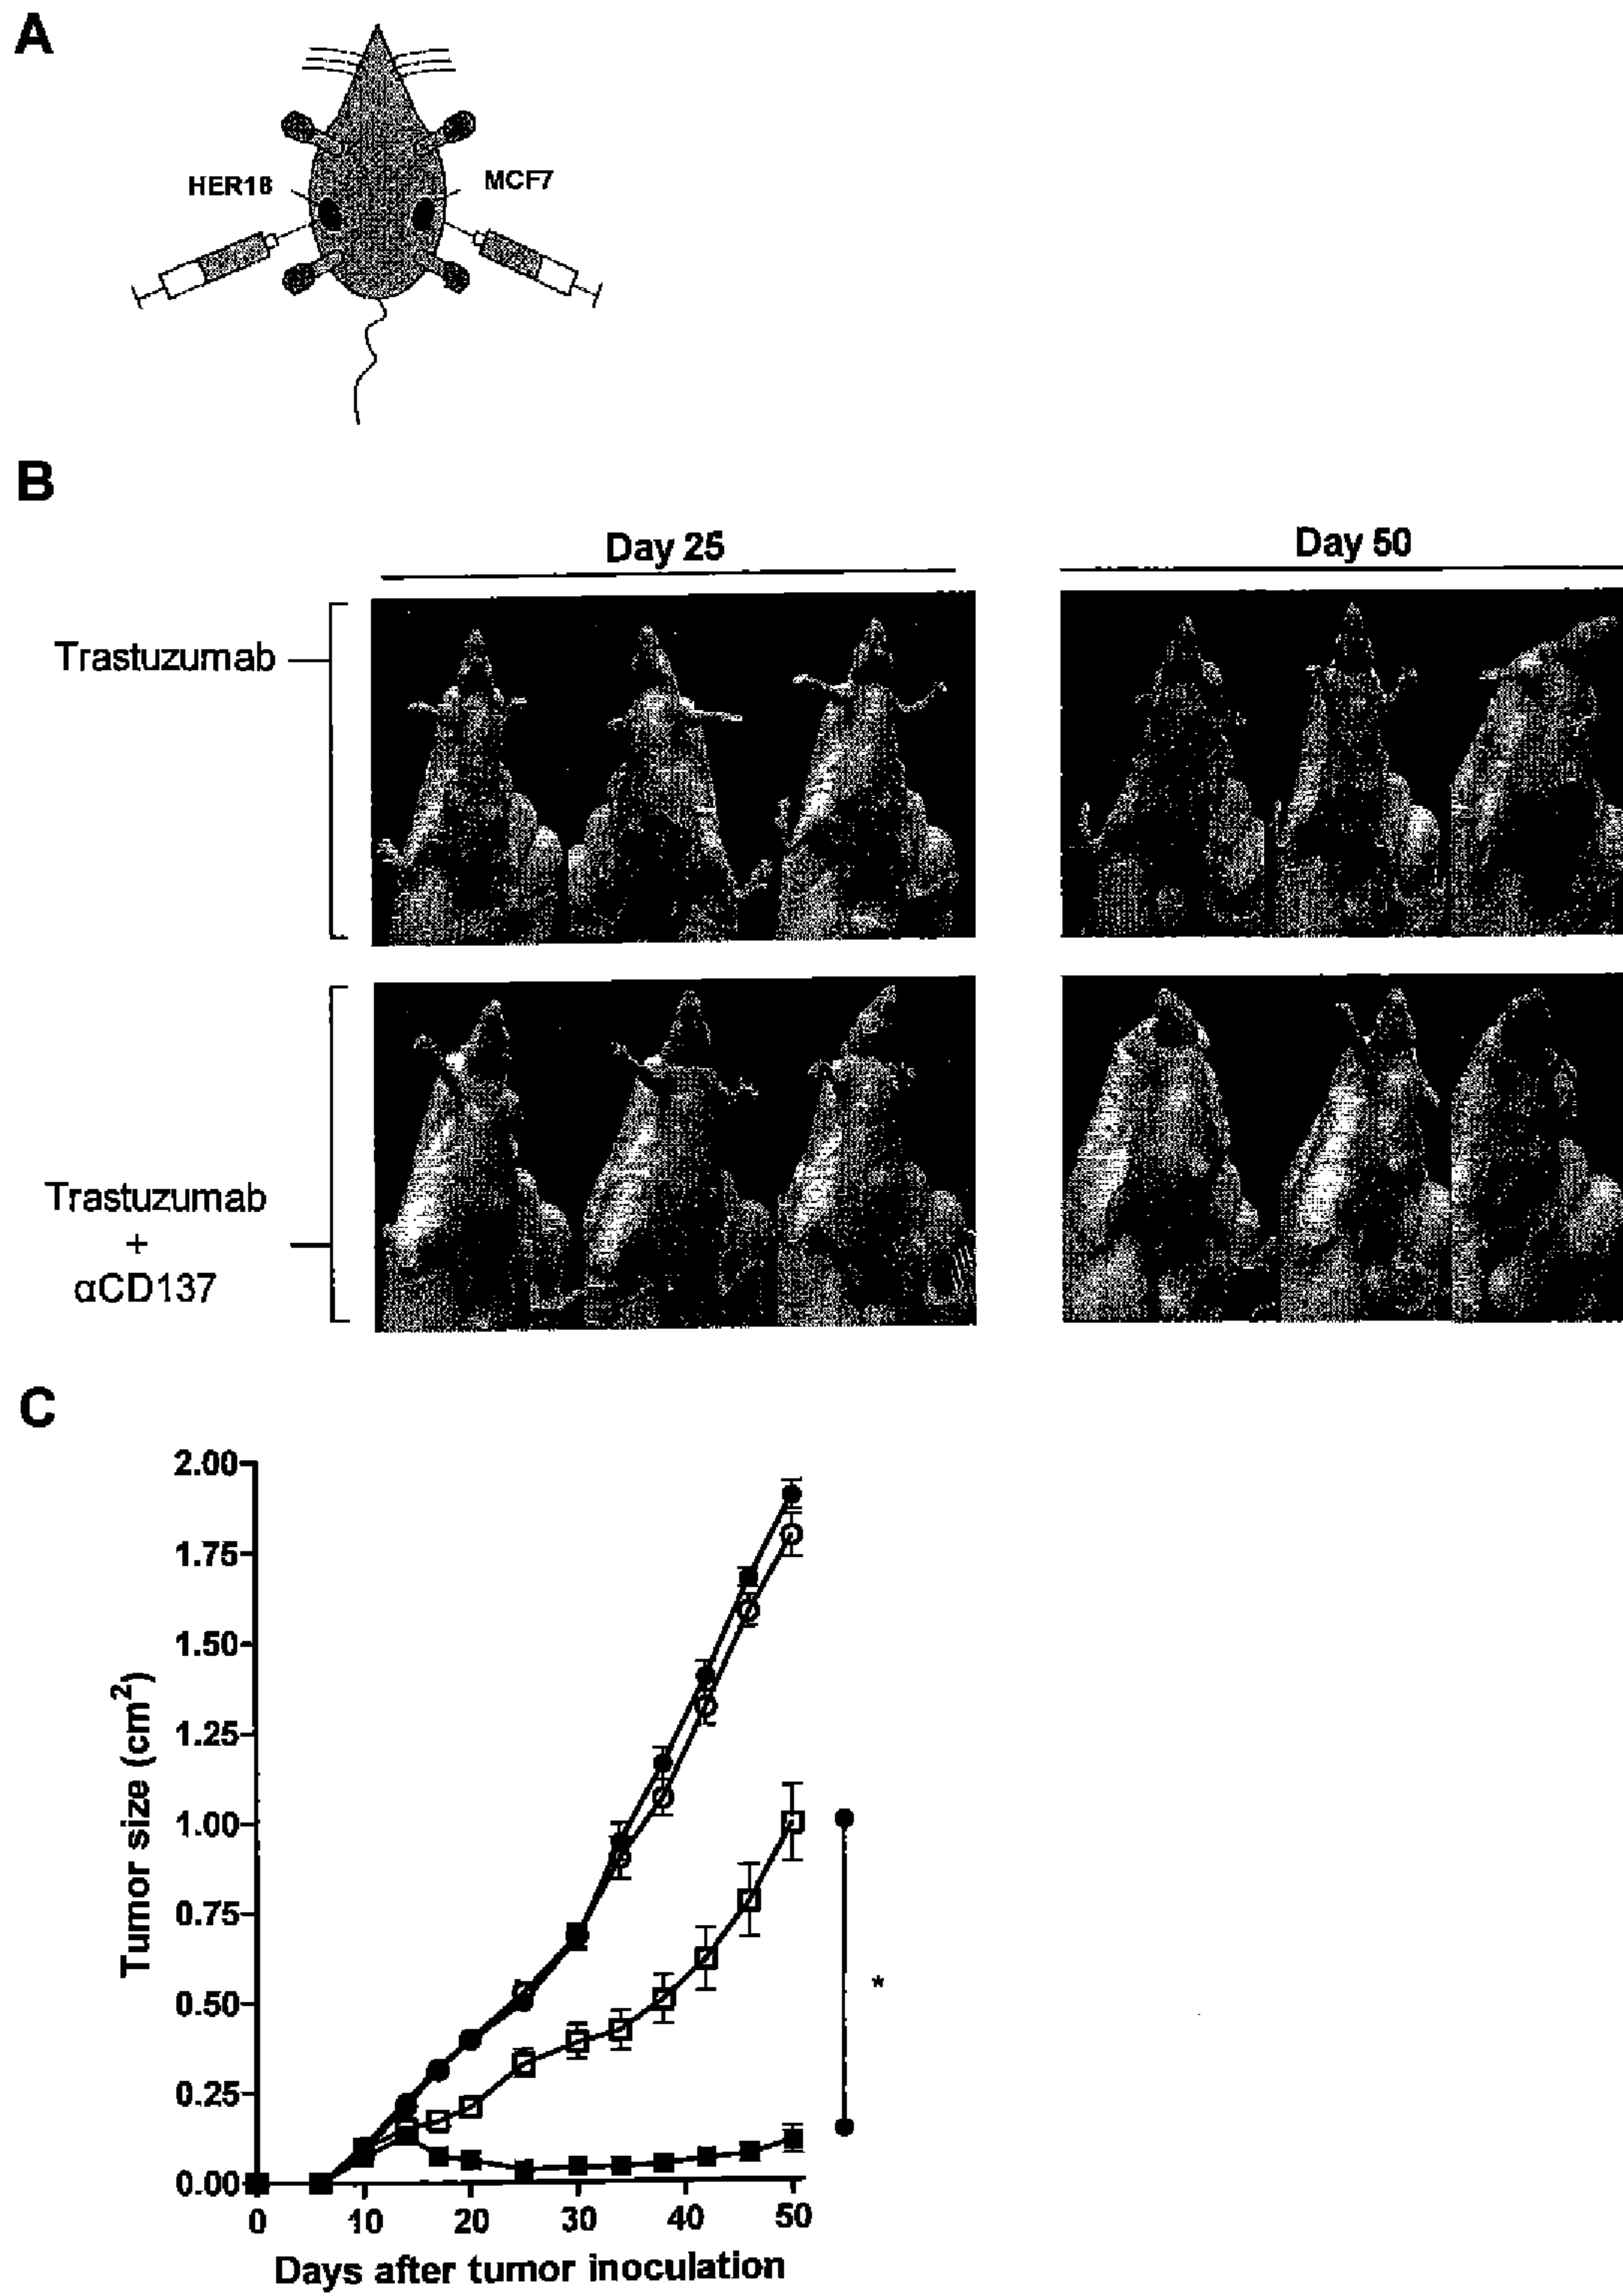 A
HER18
MCF7
B
Day 25
Day 50
Trastuzumab
Trastuzumab
+
αCD137
C
2.00
1.75
1.50
1.25
1.00
0.75
0.50
0.25
0.00
Tumor size (cm²)
*
0
10
20
30
40
50
Days after tumor inoculation